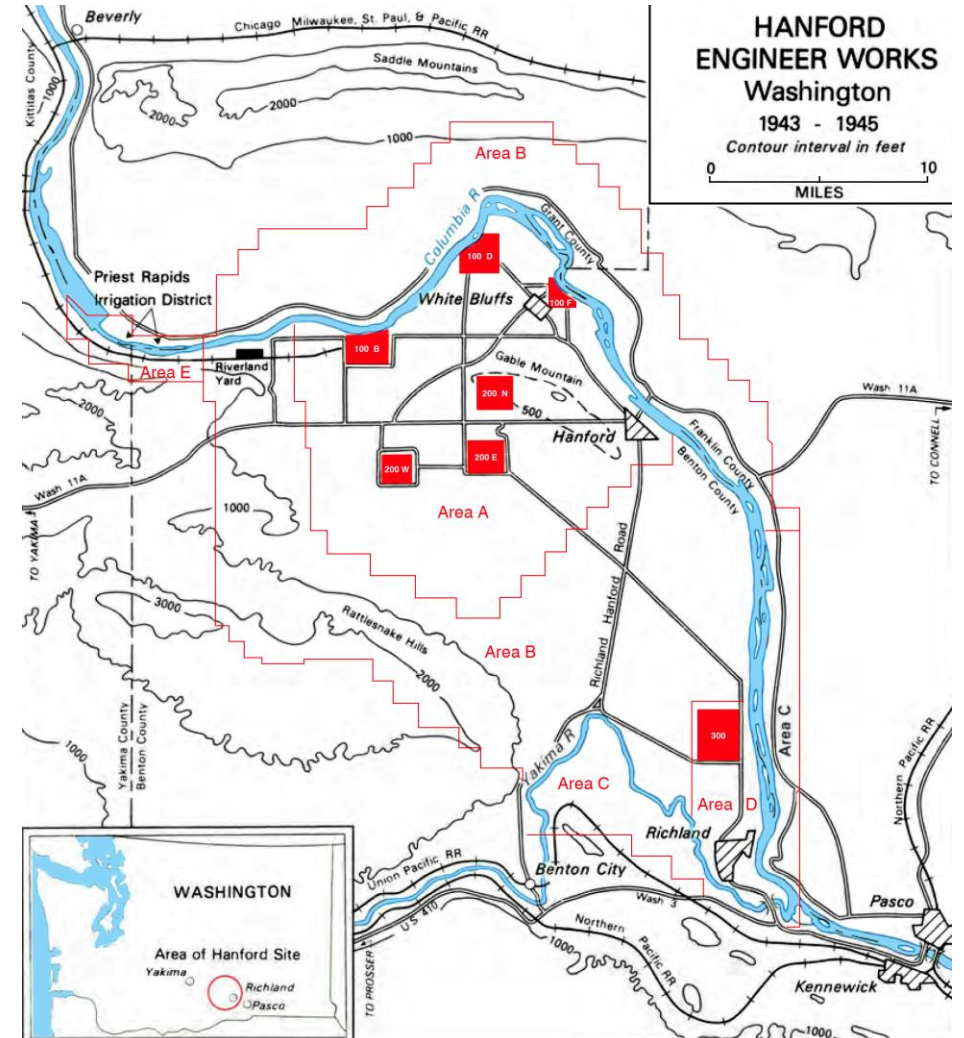 HANFORD
ENGINEER WORKS
Washington
1943 - 1945
Contour interval in feet
0 10
MILES
Beverly
Chicago Milwaukee, St. Paul, & Pacific RR
Saddle Mountains
Kittitas County
1000
2000
2000
1000
Area B
Columbia R
Grant County
100 D
Priest Rapids
Irrigation District
White Bluffs
100 F
100 B
Riverland
Yard
Area E
Gable Mountain
200 N
500
2000
Wash 11A
Hanford
Franklin County
Benton County
TO CONNELL
200 W
200 E
Wash 11A
TO YAKIMA
1000
Area A
Richland Hanford Road
3000
Rattlesnake Hills
Area B
2000
Yakima County
Benton County
1000
300
Area C
Yakima R
Area C
Area D
Northern Pacific RR
Richland
Union Pacific RR
Benton City
Wash 3
Pasco
U.S. 410
TO PROSSER
1000
Northern Pacific RR
Kennewick
1000
WASHINGTON
Area of Hanford Site
Yakima
Richland
Pasco